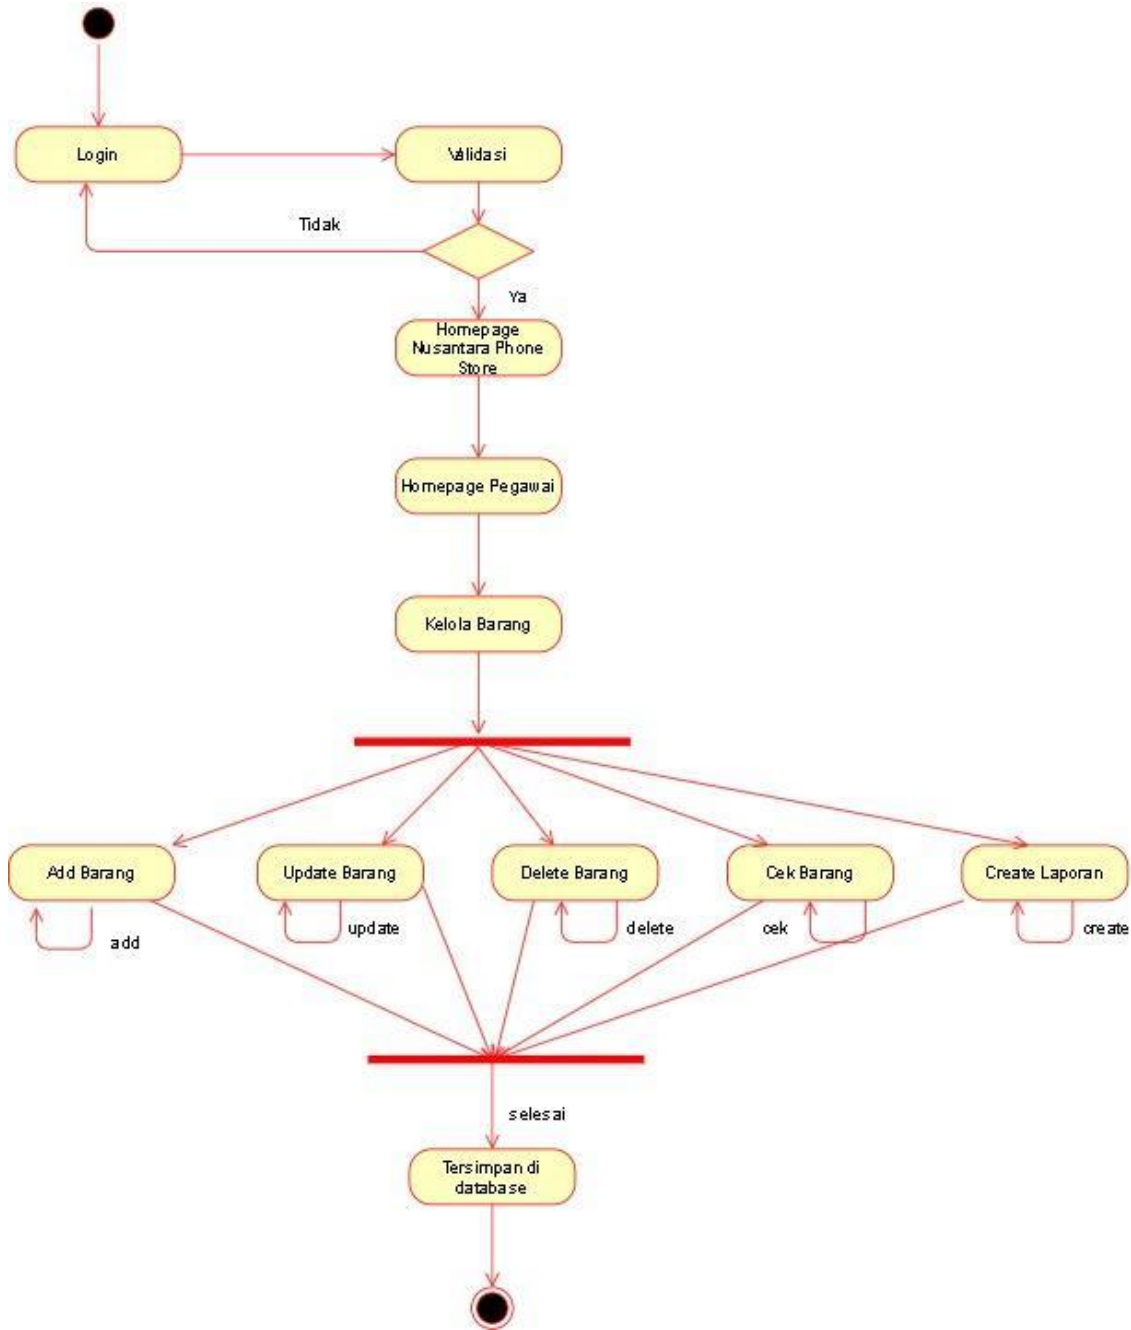 Login
Validasi
Tidak
Ya
Homepage
Nusantara Phone
Store
Homepage Pegawai
Kelola Barang
Add Barang
Update Barang
Delete Barang
Cek Barang
Create Laporan
add
update
delete
cek
create
selesai
Tersimpan di
database